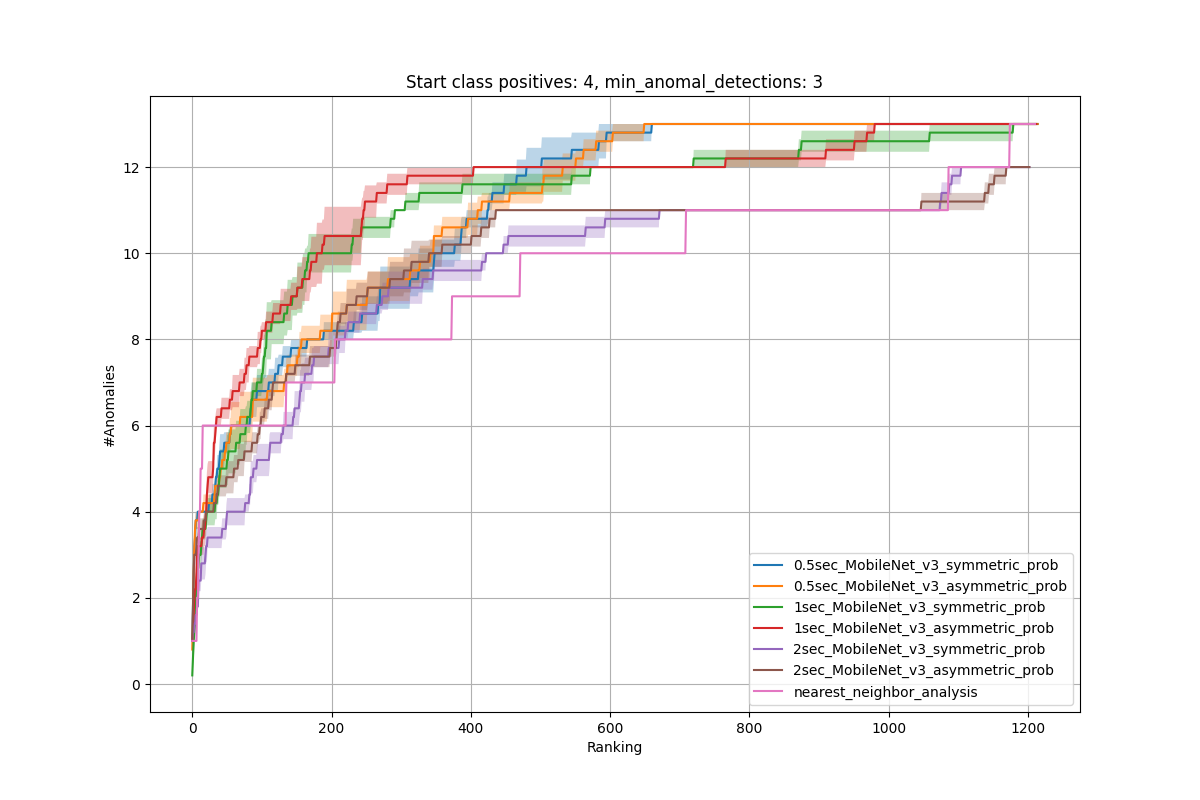 Start class positives: 4, min_anomal_detections: 3
#Anomalies
12
10
8
6
4
2
0
0 200 400 600 800 1000 1200
Ranking
0.5sec_MobileNet_v3_symmetric_prob
0.5sec_MobileNet_v3_asymmetric_prob
1sec_MobileNet_v3_symmetric_prob
1sec_MobileNet_v3_asymmetric_prob
2sec_MobileNet_v3_symmetric_prob
2sec_MobileNet_v3_asymmetric_prob
nearest_neighbor_analysis